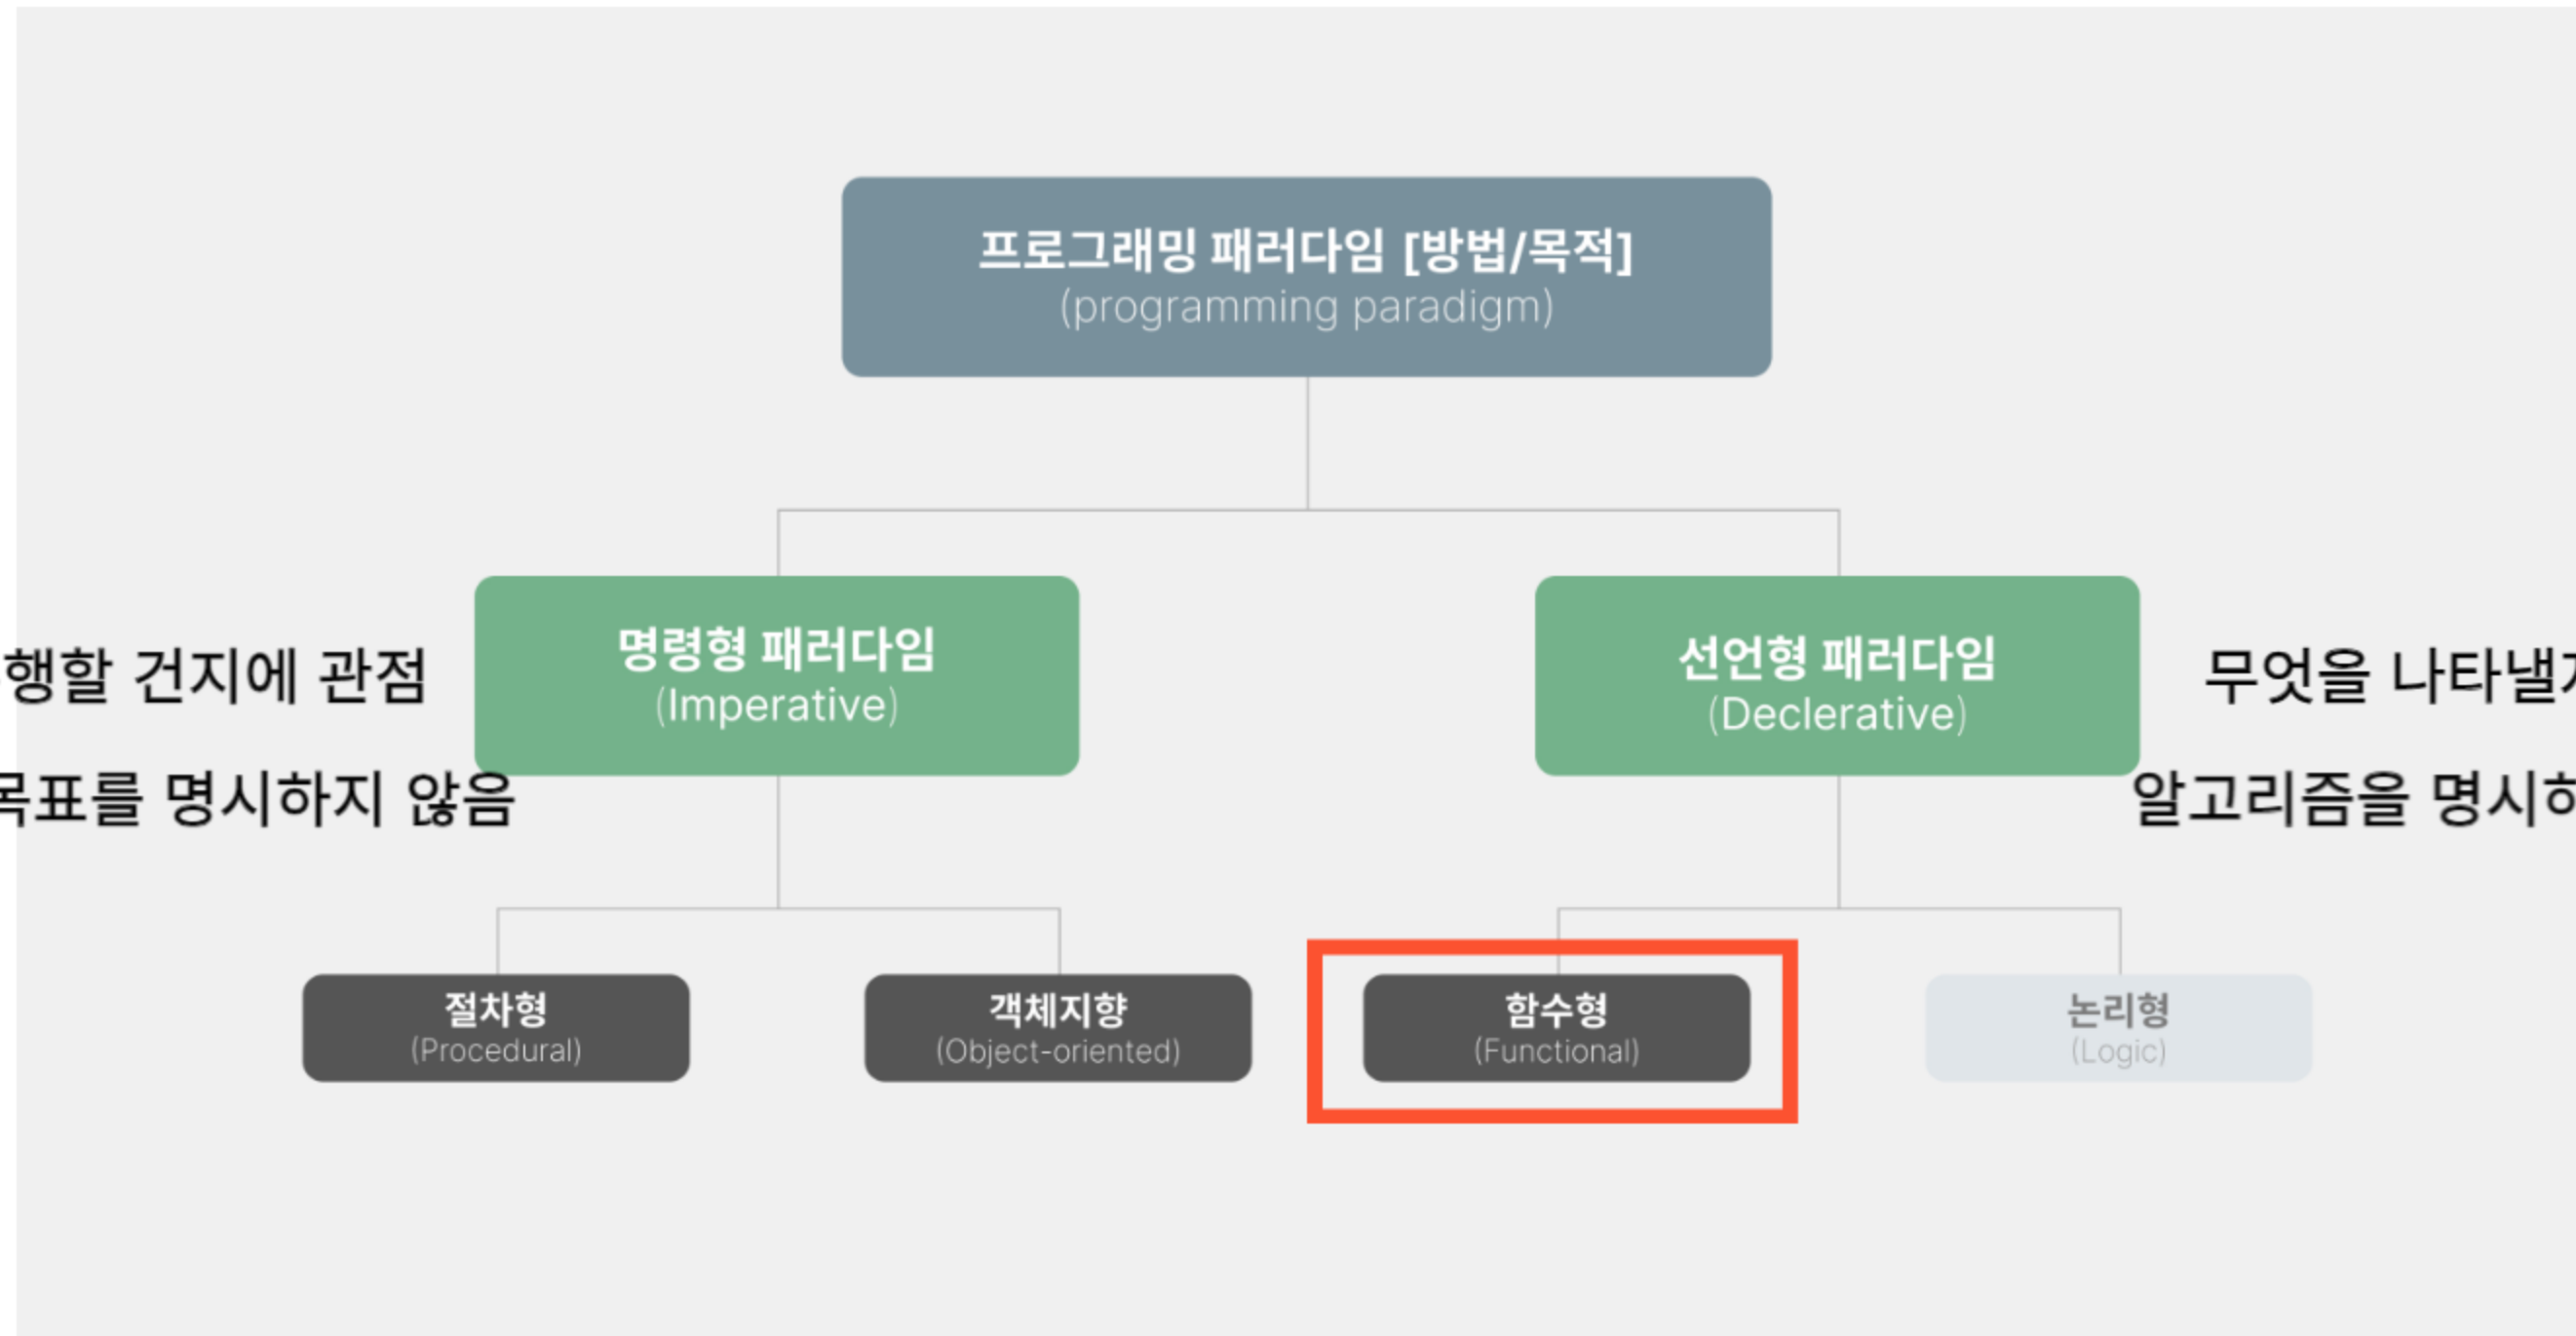 프로그래밍 패러다임 [방법/목적]
(programming paradigm)
명령형 패러다임
(Imperative)
선언형 패러다임
(Declerative)
행할 건지에 관점
목표를 명시하지 않음
무엇을 나타낼
알고리즘을 명시
절차형
(Procedural)
객체지향
(Object-oriented)
함수형
(Functional)
논리형
(Logic)